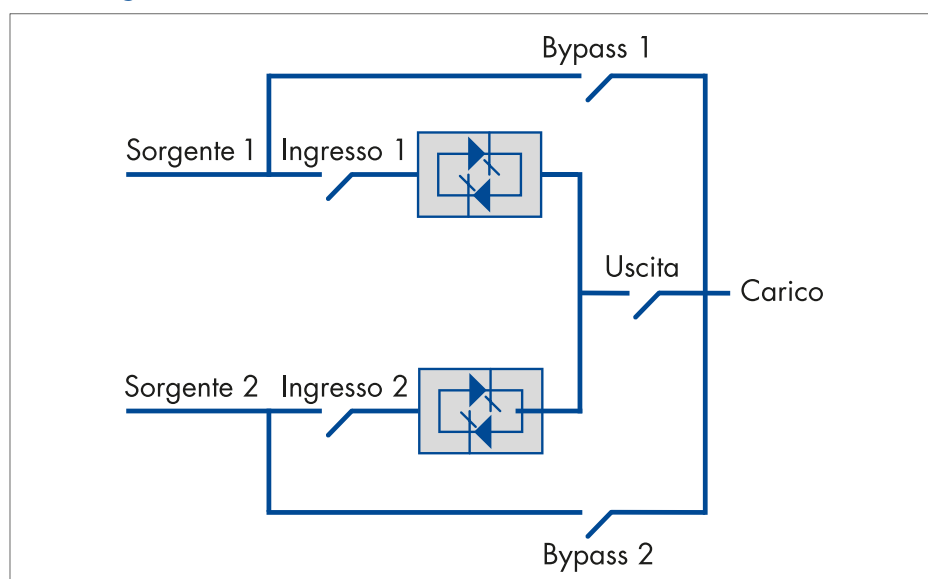 Bypass 1
Sorgente 1
Ingresso 1
Uscita
Carico
Sorgente 2
Ingresso 2
Bypass 2